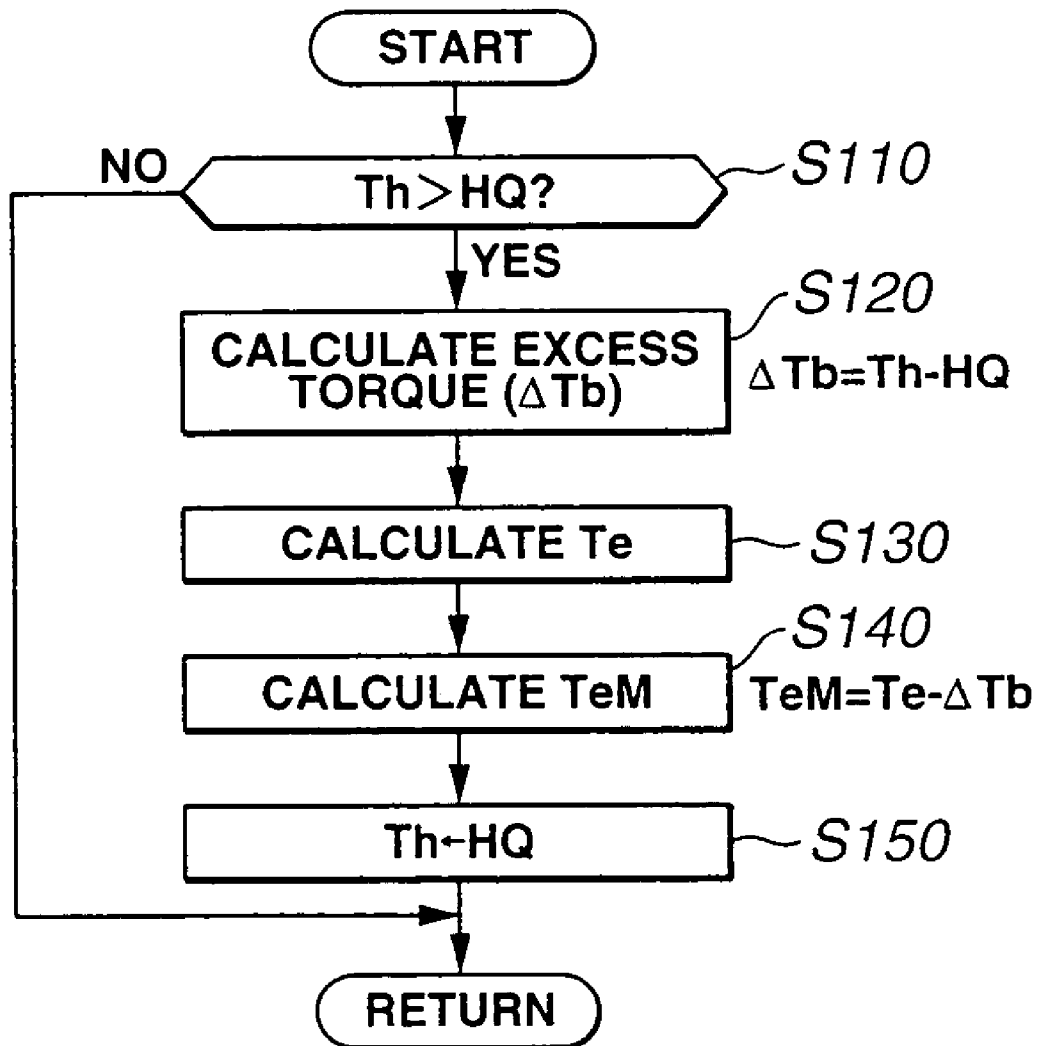 START
NO
Th>HQ?
S110
YES
S120
CALCULATE EXCESS
TORQUE (ΔTb)
ΔTb=Th-HQ
CALCULATE Te
S130
S140
CALCULATE TeM
TeM=Te-ΔTb
Th←HQ
S150
RETURN